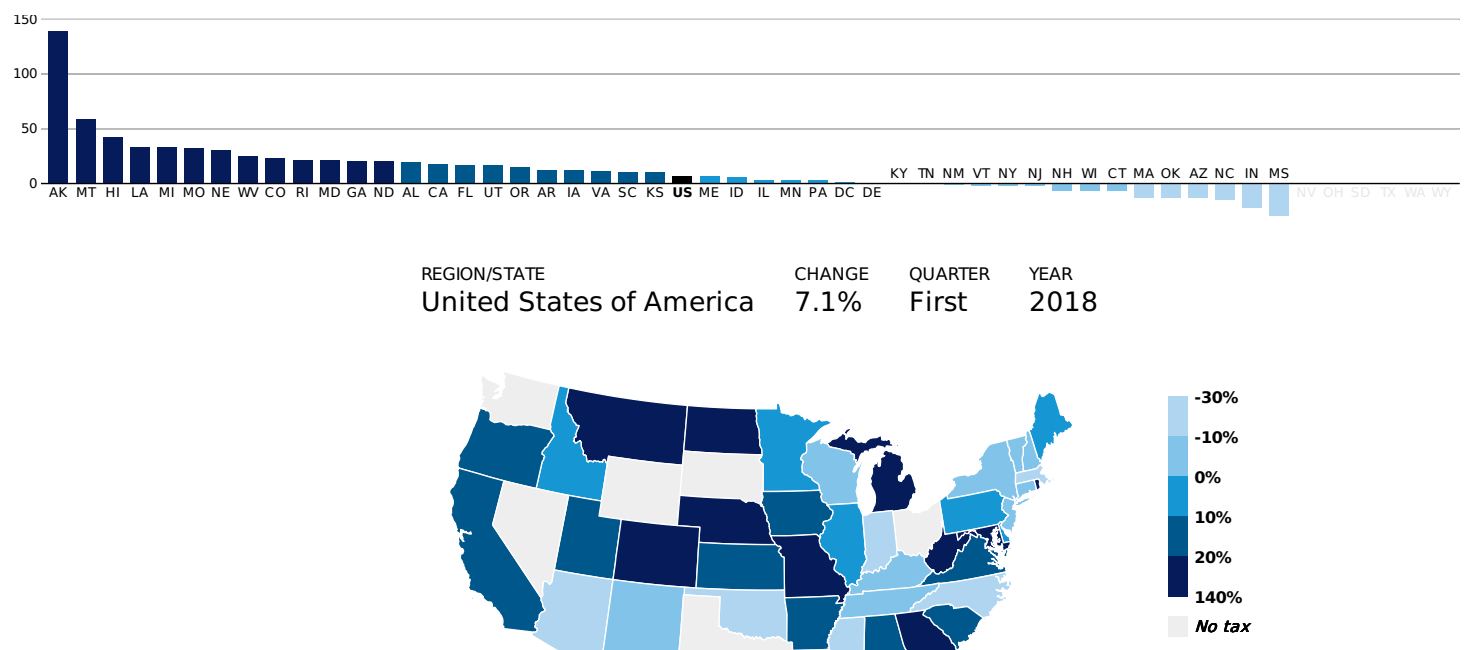 150
100
50
0
KY TN NM VT NY NJ NH WI CT MA OK AZ NC IN MS
AK MT HI LA MI MO NE WV CO RI MD GA ND AL CA FL UT OR AR IA VA SC KS US ME ID IL MN PA DC DE NV OH SD TX WA WY
REGION/STATE CHANGE QUARTER YEAR
United States of America 7.1% First 2018
-30%
-10%
0%
10%
20%
140%
No tax